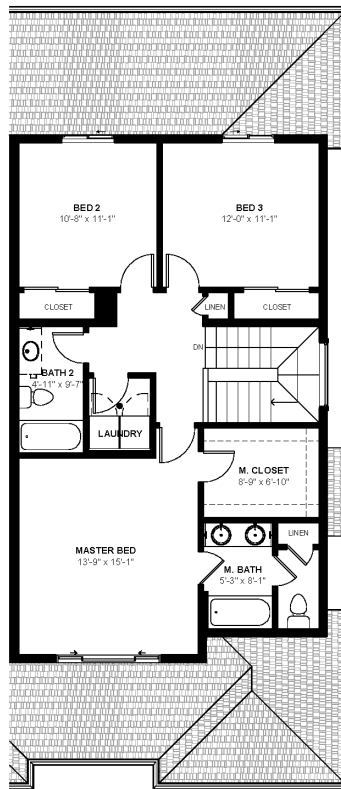 BED 2
10'-8" x 11'-1"
BED 3
12'-0" x 11'-1"
CLOSET
LINEN
CLOSET
DN
BATH 2
4'-11" x 9'-7"
LAUNDRY
M. CLOSET
8'-9" x 6'-10"
MASTER BED
13'-9" x 15'-1"
LINEN
M. BATH
5'-3" x 8'-1"